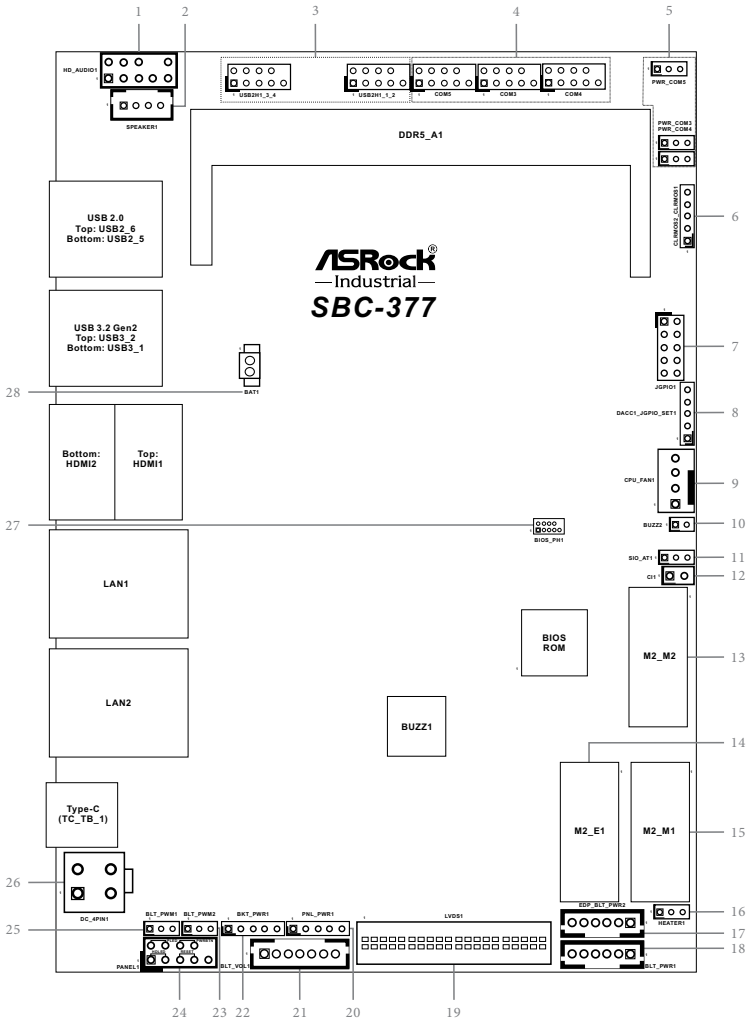 1
2
3
4
5
HD_AUDIO1
SPEAKER1
USB2H1_3_4
USB2H1_1_2
COM5
COM3
COM4
PWR_COM5
PWR_COM3
PWR_COM4
DDR5_A1
CLRMOS2_CLRMOS1
6
USB 2.0
Top: USB2_6
Bottom: USB2_5
ASRock®
Industrial
SBC-377
USB 3.2 Gen2
Top: USB3_2
Bottom: USB3_1
JGPIO1
7
BAT1
28
DACC1_JGPIO_SET1
8
Bottom:
HDMI2
Top:
HDMI1
CPU_FAN1
9
27
BIOS_PH1
BUZZ2
10
SIO_AT1
11
CI1
12
LAN1
BIOS
ROM
M2_M2
13
LAN2
BUZZ1
14
Type-C
(TC_TB_1)
M2_E1
M2_M1
15
26
DC_4PIN1
BLT_PWM1
BLT_PWM2
BKT_PWR1
PNL_PWR1
LVDS1
EDP_BLT_PWR2
HEATER1
16
25
17
18
PANEL1
BLT_VOL1
BLT_PWR1
24
23
22
21
20
19